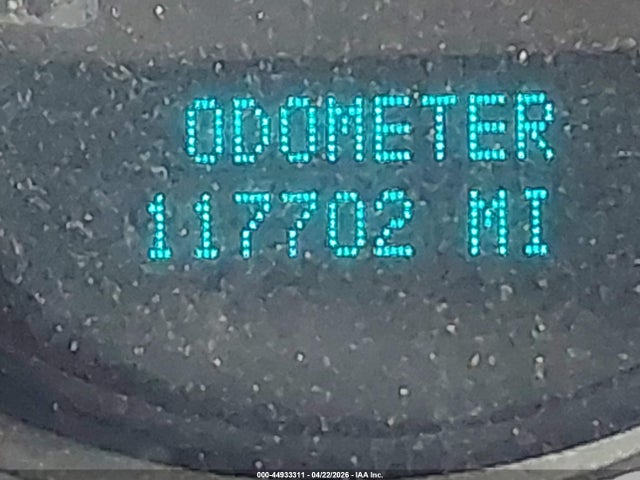 ODOMETER
117702 MI
000-44933311 - 04/22/2026 - IAA Inc.